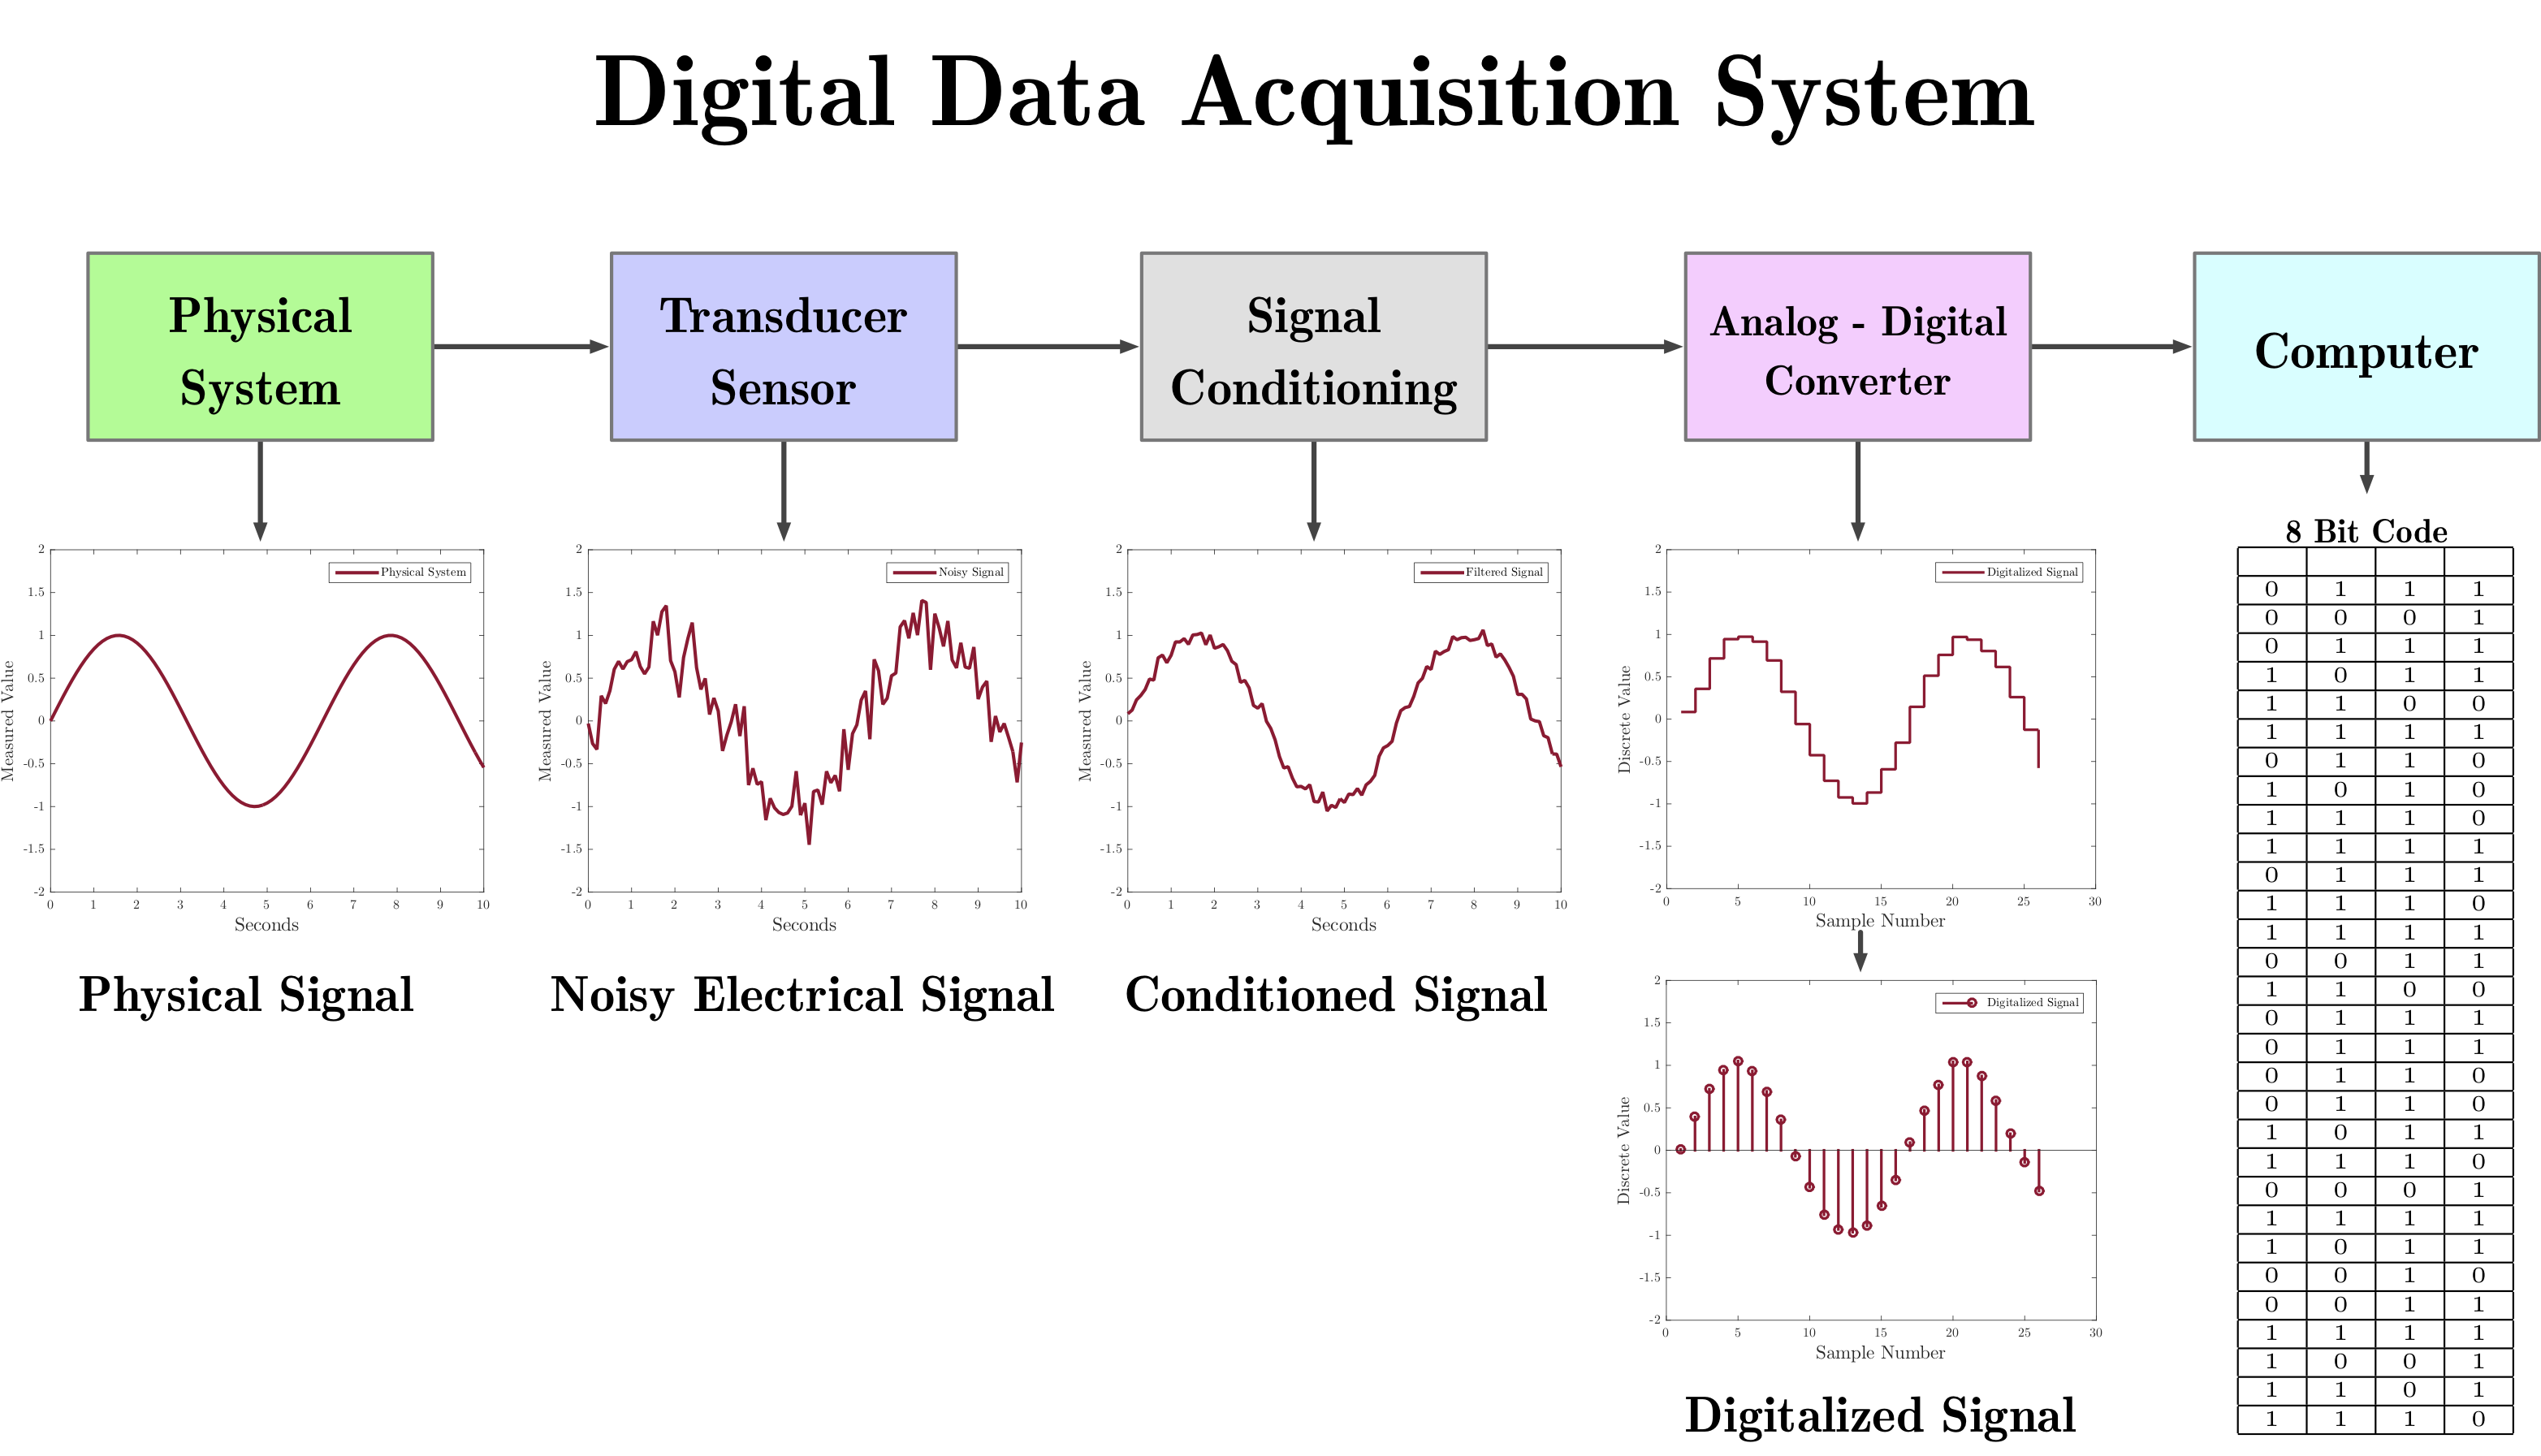 Digital Data Acquisition System
Physical
System
Transducer
Sensor
Signal
Conditioning
Analog - Digital
Converter
Computer
2
1.5
1
0.5
0
-0.5
-1
-1.5
-2
Measured Value
Physical System
0 1 2 3 4 5 6 7 8 9 10
Seconds
Physical Signal
2
1.5
1
0.5
0
-0.5
-1
-1.5
-2
Measured Value
Noisy Signal
0 1 2 3 4 5 6 7 8 9 10
Seconds
Noisy Electrical Signal
2
1.5
1
0.5
0
-0.5
-1
-1.5
-2
Measured Value
Filtered Signal
0 1 2 3 4 5 6 7 8 9 10
Seconds
Conditioned Signal
2
1.5
1
0.5
0
-0.5
-1
-1.5
-2
Discrete Value
Digitalized Signal
0 5 10 15 20 25 30
Sample Number
2
1.5
1
0.5
0
-0.5
-1
-1.5
-2
Discrete Value
Digitalized Signal
0 5 10 15 20 25 30
Sample Number
Digitalized Signal
8 Bit Code
0 1 1 1
0 0 0 1
0 1 1 1
1 0 1 1
1 1 0 0
1 1 1 1
0 1 1 0
1 0 1 0
1 1 1 0
1 1 1 1
0 1 1 1
1 1 1 0
1 1 1 1
0 0 1 1
1 1 0 0
0 1 1 1
0 1 1 1
0 1 1 0
0 1 1 0
1 0 1 1
1 1 1 0
0 0 0 1
1 1 1 1
1 0 1 1
0 0 1 0
0 0 1 1
1 1 1 1
1 0 0 1
1 1 0 1
1 1 1 0